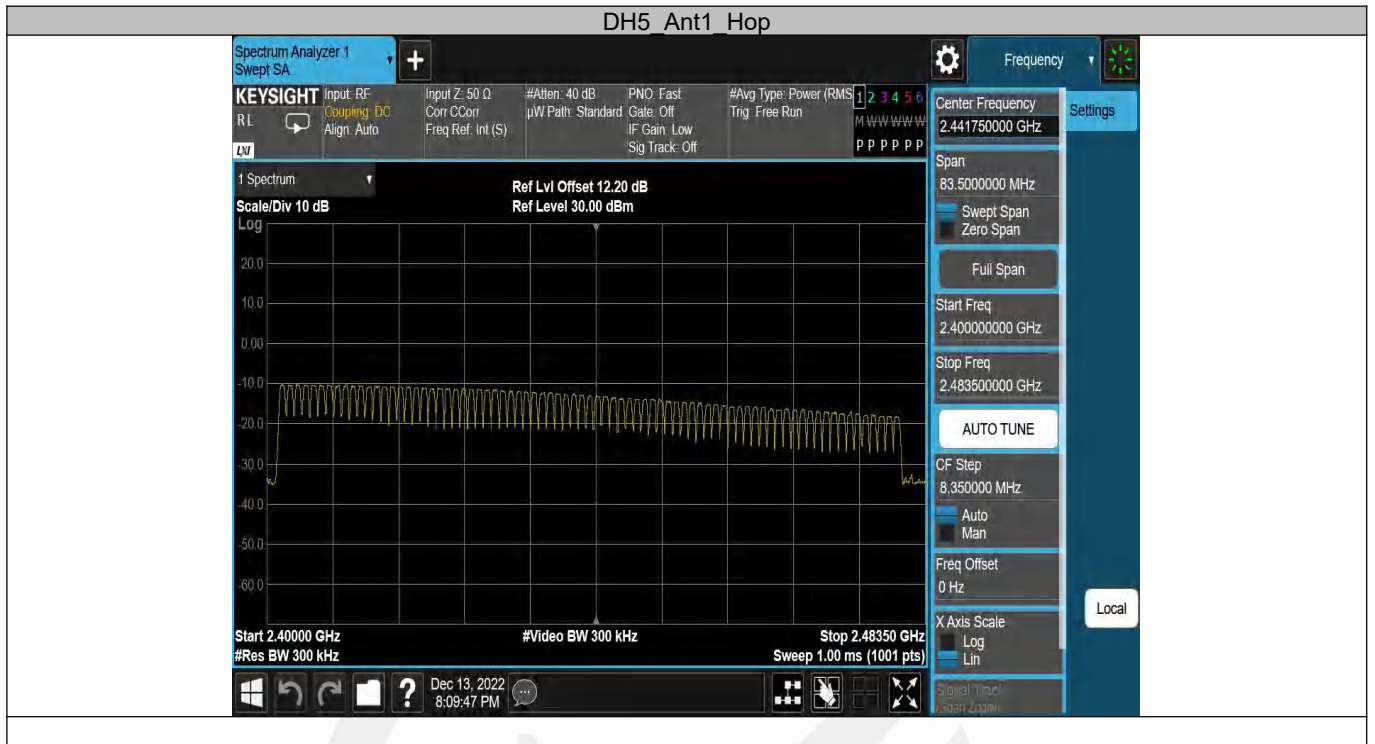 DH5_Ant1_Hop
Spectrum Analyzer 1
Swept SA
+
Frequency
KEYSIGHT
RL
LXI
Input: RF
Coupling: DC
Align: Auto
Input Z: 50 Ω
Corr CCorr
Freq Ref: Int (S)
#Atten: 40 dB
µW Path: Standard
PNO: Fast
Gate: Off
IF Gain: Low
Sig Track: Off
#Avg Type: Power (RMS
Trig: Free Run
1 2 3 4 5 6
M W W W W W
P P P P P P
1 Spectrum
Scale/Div 10 dB
Log
Ref Lvl Offset 12.20 dB
Ref Level 30.00 dBm
20.0
10.0
0.00
-10.0
-20.0
-30.0
-40.0
-50.0
-60.0
Start 2.40000 GHz
#Res BW 300 kHz
#Video BW 300 kHz
Stop 2.48350 GHz
Sweep 1.00 ms (1001 pts)
?
Dec 13, 2022
8:09:47 PM
Center Frequency
2.441750000 GHz
Settings
Span
83.5000000 MHz
Swept Span
Zero Span
Full Span
Start Freq
2.400000000 GHz
Stop Freq
2.483500000 GHz
AUTO TUNE
CF Step
8.350000 MHz
Auto
Man
Freq Offset
0 Hz
X Axis Scale
Log
Lin
Local
Signal Track
(Span Zoom)